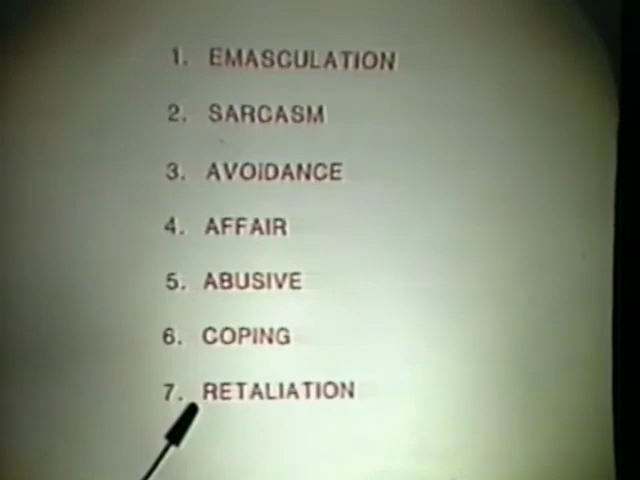 1. EMASCULATION
2. SARCASM
3. AVOIDANCE
4. AFFAIR
5. ABUSIVE
6. COPING
7. RETALIATION